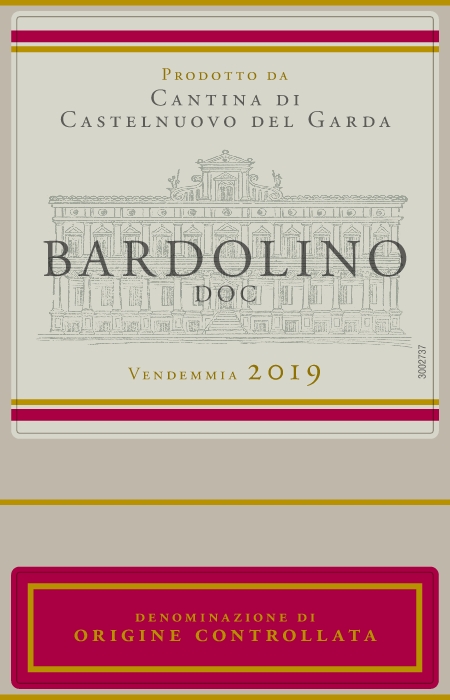 PRODOTTO DA
CANTINA DI
CASTELNUOVO DEL GARDA
BARDOLINO
DOC
VENDEMMIA 2019
3002737
DENOMINAZIONE DI
ORIGINE CONTROLLATA